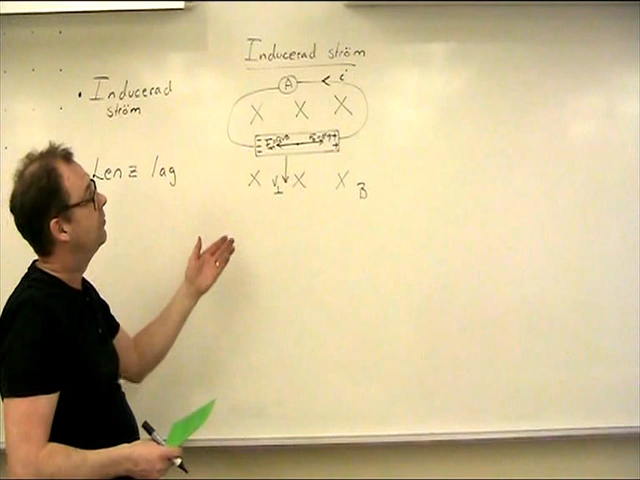 • Inducerad
ström
Lenz lag
Inducerad ström
A
i
X X X
X X X
v⊥
B